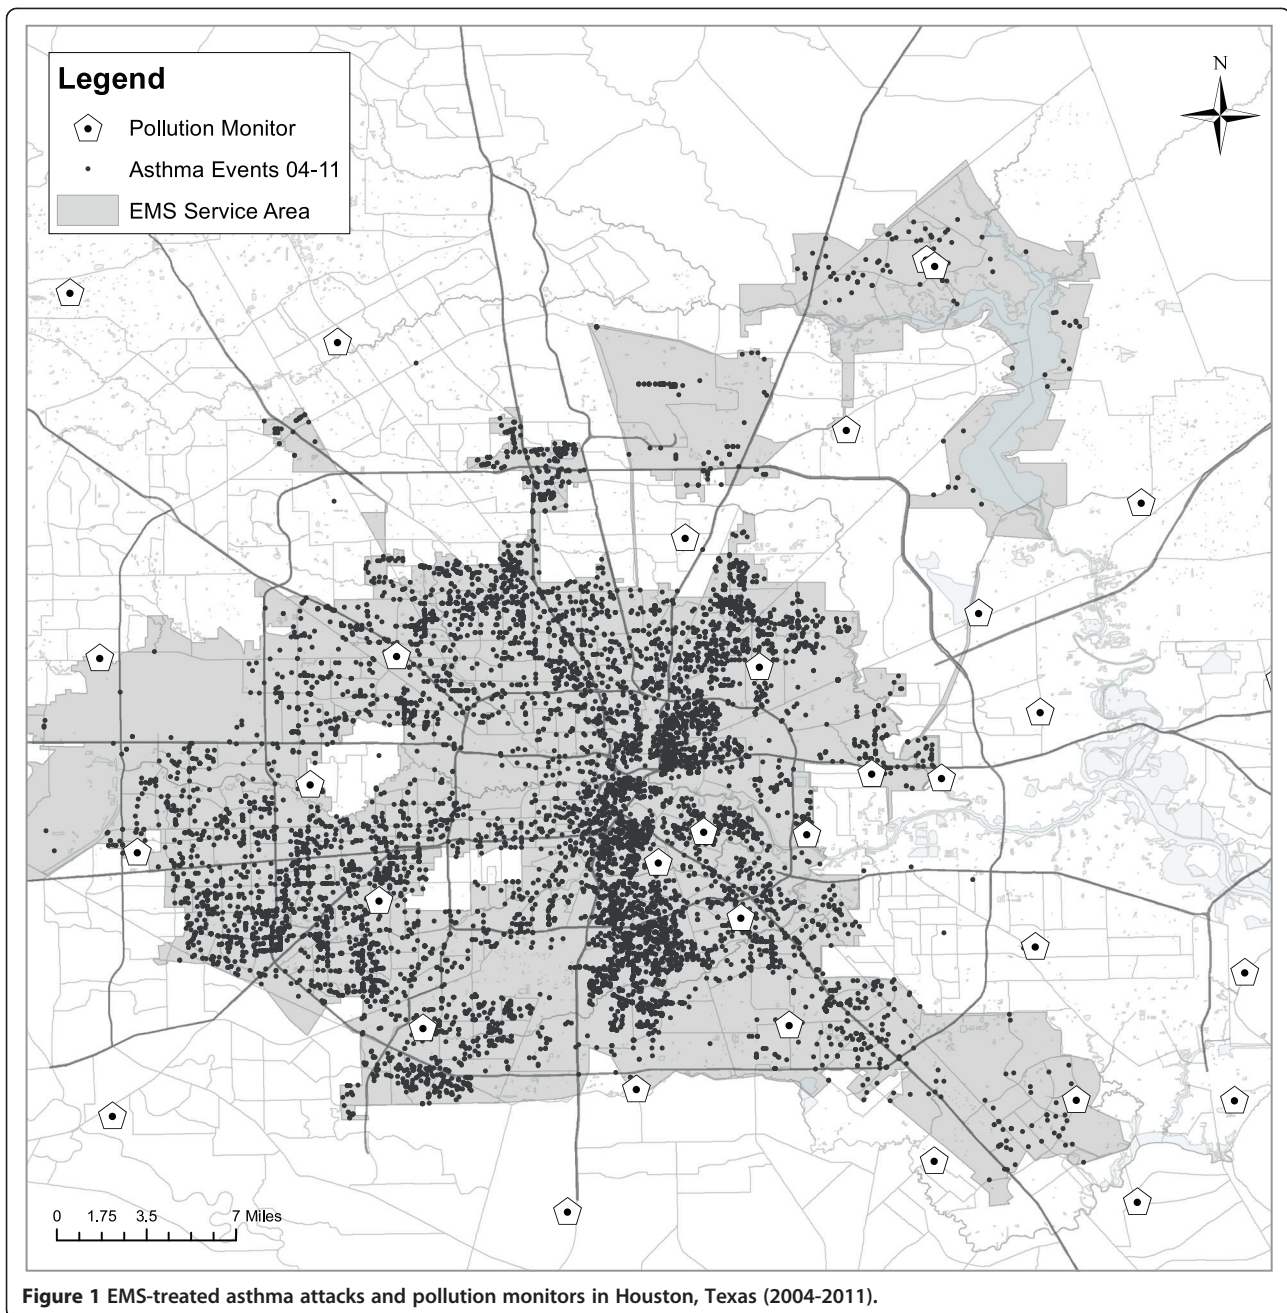 Legend
Pollution Monitor
Asthma Events 04-11
EMS Service Area
N
0 1.75 3.5 7 Miles
Figure 1 EMS-treated asthma attacks and pollution monitors in Houston, Texas (2004-2011).